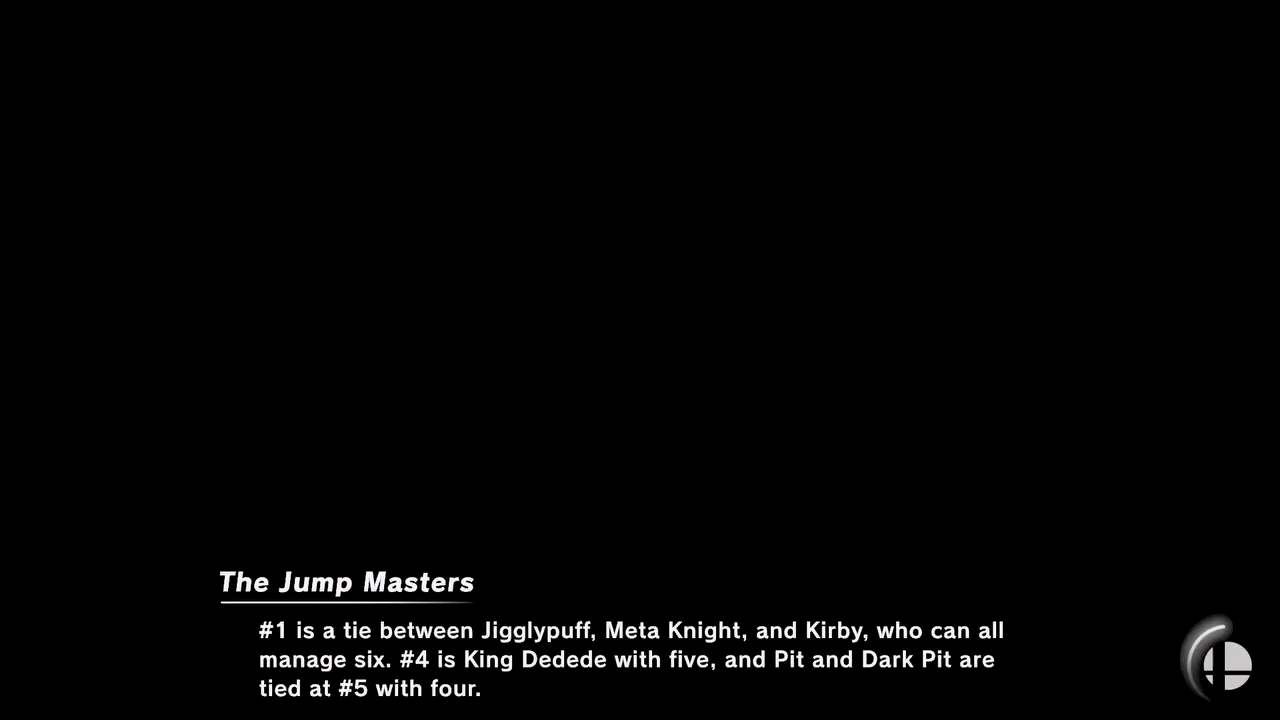 The Jump Masters
#1 is a tie between Jigglypuff, Meta Knight, and Kirby, who can all
manage six. #4 is King Dedede with five, and Pit and Dark Pit are
tied at #5 with four.